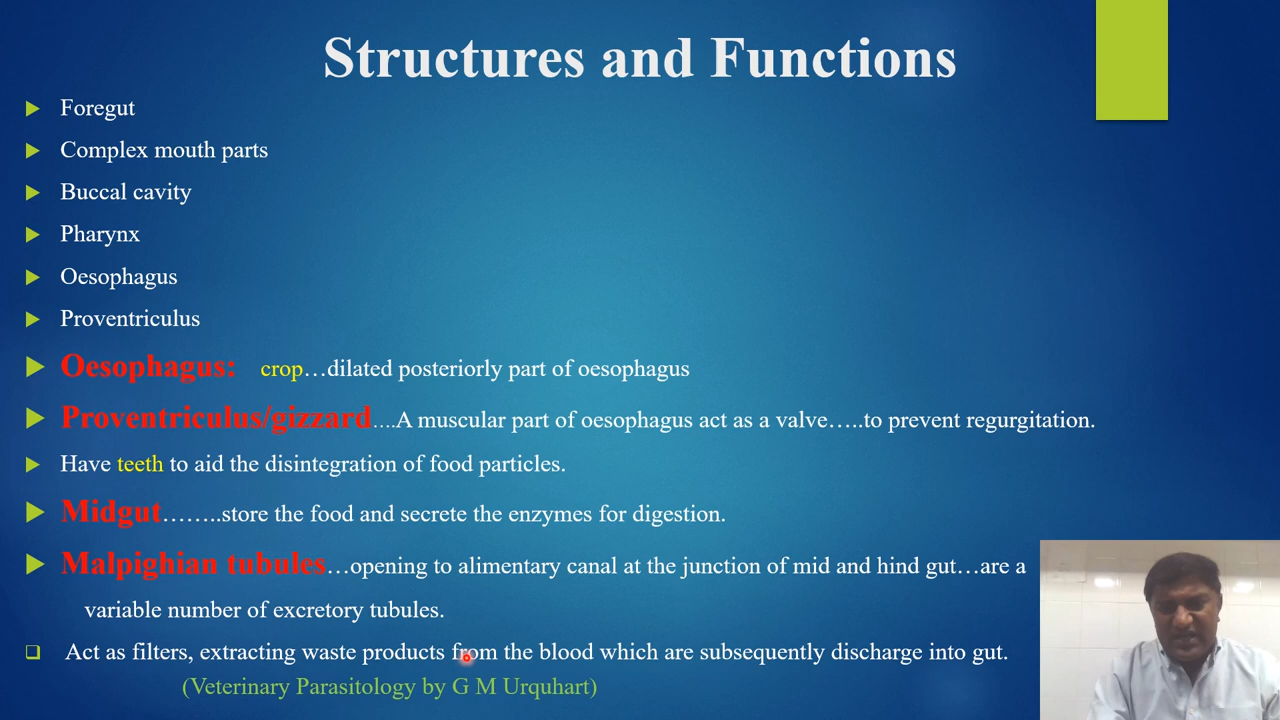 Structures and Functions
Foregut
Complex mouth parts
Buccal cavity
Pharynx
Oesophagus
Proventriculus
Oesophagus: crop…dilated posteriorly part of oesophagus
Proventriculus/gizzard....A muscular part of oesophagus act as a valve…..to prevent regurgitation.
Have teeth to aid the disintegration of food particles.
Midgut……..store the food and secrete the enzymes for digestion.
Malpighian tubules…opening to alimentary canal at the junction of mid and hind gut…are a
variable number of excretory tubules.
Act as filters, extracting waste products from the blood which are subsequently discharge into gut.
(Veterinary Parasitology by G M Urquhart)